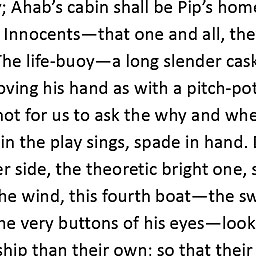 ; Ahab's cabin shall be Pip's hom
Innocents—that one and all, the
The life-buoy—a long slender cask
oving his hand as with a pitch-pot
not for us to ask the why and whe
in the play sings, spade in hand.
er side, the theoretic bright one, s
he wind, this fourth boat—the sw
he very buttons of his eyes—look
ship than their own; so that their